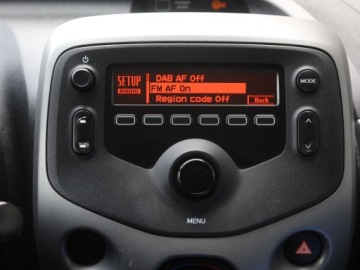 SETUP
RADIO
DAB AF Off
FM AF On
Region code Off
Back
MODE
MENU